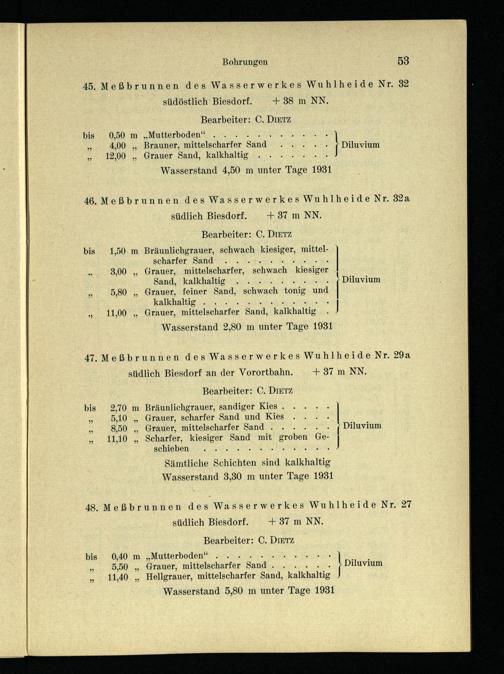 Bohrungen 53
45. Meßbrunnen des Wasserwerkes Wuhlheide Nr. 32
südöstlich Biesdorf. + 38 m NN.
Bearbeiter: C. DIETZ
bis 0,50 m „Mutterboden“ . . . . . . . . . . .
„ 4,00 „ Brauner, mittelscharfer Sand . . . . . Diluvium
„ 12,00 „ Grauer Sand, kalkhaltig . . . . . . .
Wasserstand 4,50 m unter Tage 1931
46. Meßbrunnen des Wasserwerkes Wuhlheide Nr. 32a
südlich Biesdorf. + 37 m NN.
Bearbeiter: C. DIETZ
bis 1,50 m Bräunlichgrauer, schwach kiesiger, mittel-
scharfer Sand . . . . . . . . . .
„ 3,00 „ Grauer, mittelscharfer, schwach kiesiger
Sand, kalkhaltig . . . . . . . . . Diluvium
„ 5,80 „ Grauer, feiner Sand, schwach tonig und
kalkhaltig . . . . . . . . . . . .
„ 11,00 „ Grauer, mittelscharfer Sand, kalkhaltig .
Wasserstand 2,80 m unter Tage 1931
47. Meßbrunnen des Wasserwerkes Wuhlheide Nr. 29a
südlich Biesdorf an der Vorortbahn. + 37 m NN.
Bearbeiter: C. DIETZ
bis 2,70 m Bräunlichgrauer, sandiger Kies . . . . .
„ 5,10 „ Grauer, scharfer Sand und Kies . . . .
„ 8,50 „ Grauer, mittelscharfer Sand . . . . . . Diluvium
„ 11,10 „ Scharfer, kiesiger Sand mit groben Ge-
schieben . . . . . . . . . . . .
Sämtliche Schichten sind kalkhaltig
Wasserstand 3,30 m unter Tage 1931
48. Meßbrunnen des Wasserwerkes Wuhlheide Nr. 27
südlich Biesdorf. + 37 m NN.
Bearbeiter: C. DIETZ
bis 0,40 m „Mutterboden“ . . . . . . . . . . .
„ 5,50 „ Grauer, mittelscharfer Sand . . . . . . Diluvium
„ 11,40 „ Hellgrauer, mittelscharfer Sand, kalkhaltig
Wasserstand 5,80 m unter Tage 1931